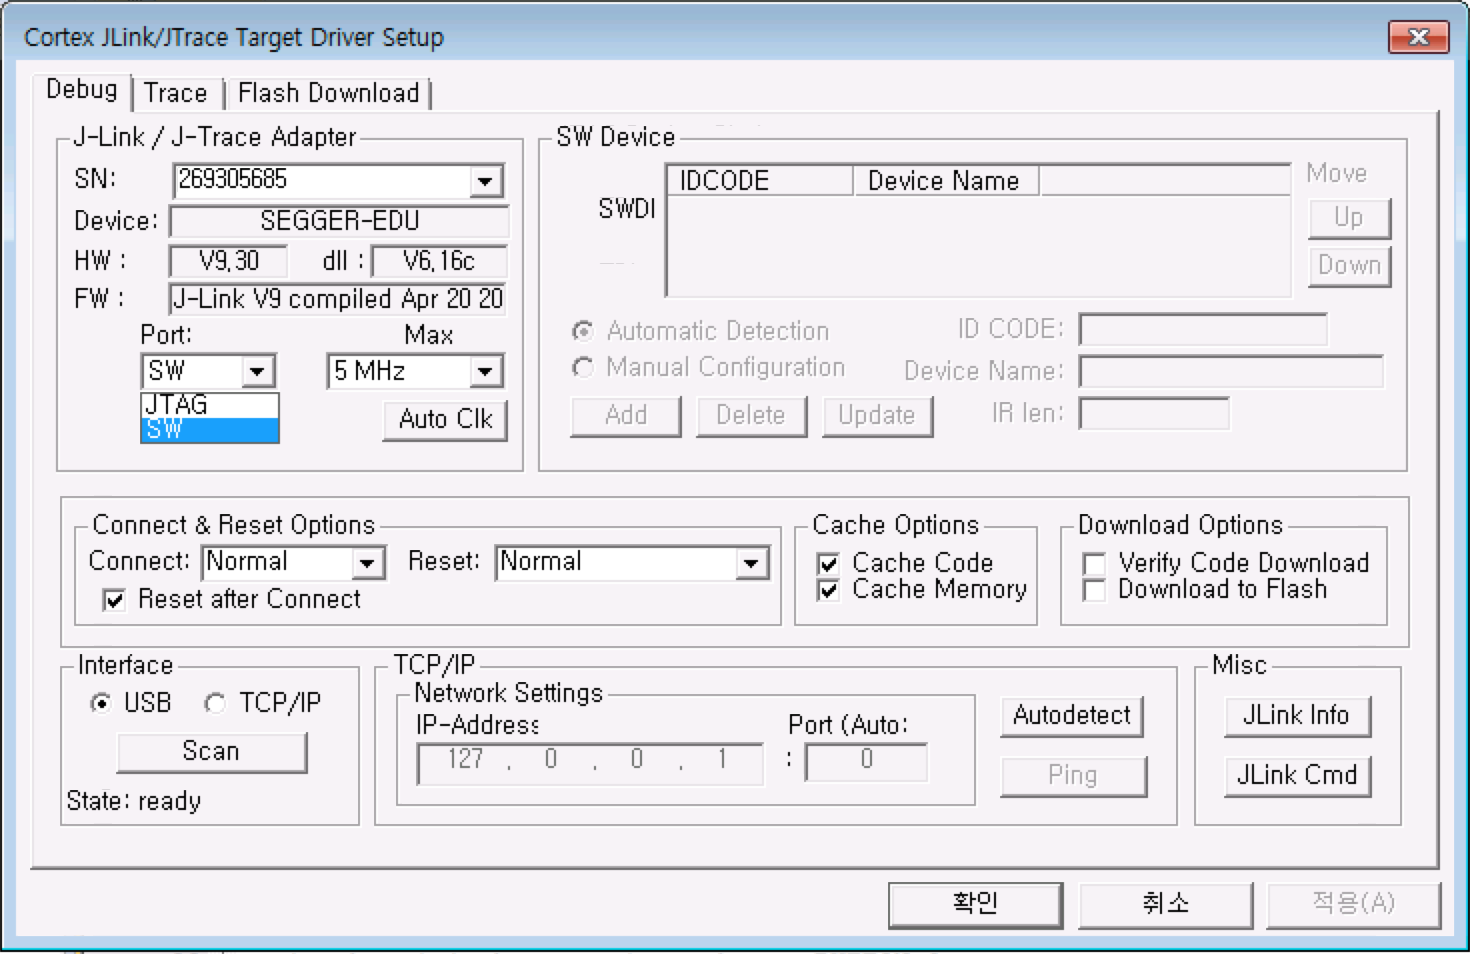 Cortex JLink/JTrace Target Driver Setup
Debug Trace Flash Download
J-Link / J-Trace Adapter
SN: 269305685
Device: SEGGER-EDU
HW : V9.30 dll : V6.16c
FW : J-Link V9 compiled Apr 20 20
Port: Max
SW 5 MHz
JTAG
SW
Auto Clk
SW Device
IDCODE Device Name
SWDI
Move
Up
Down
Automatic Detection
Manual Configuration
ID CODE:
Device Name:
Add Delete Update IR len:
Connect & Reset Options
Connect: Normal Reset: Normal
Reset after Connect
Cache Options
Cache Code
Cache Memory
Download Options
Verify Code Download
Download to Flash
Interface
USB TCP/IP
Scan
State: ready
TCP/IP
Network Settings
IP-Address Port (Auto:
127 . 0 . 0 . 1 : 0
Autodetect
Ping
Misc
JLink Info
JLink Cmd
확인 취소 적용(A)